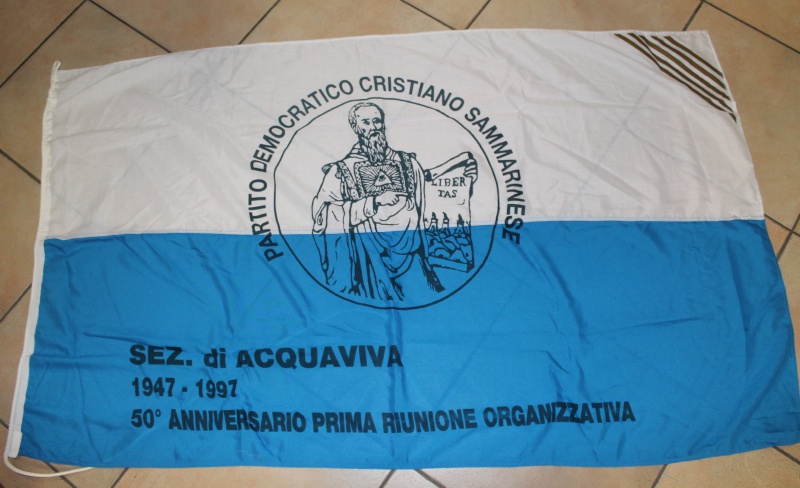 PARTITO DEMOCRATICO CRISTIANO SAMMARINESE
LIBER
TAS
SEZ. di ACQUAVIVA
1947 - 1997
50° ANNIVERSARIO PRIMA RIUNIONE ORGANIZZATIVA